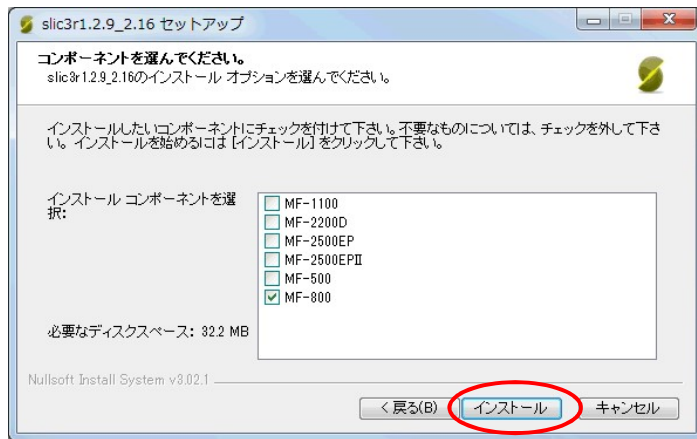 slic3r1.2.9_2.16 セットアップ
コンポーネントを選んでください。
slic3r1.2.9_2.16のインストール オプションを選んでください。
インストールしたいコンポーネントにチェックを付けて下さい。不要なものについては、チェックを外して下さ
い。インストールを始めるには [インストール] をクリックして下さい。
インストール コンポーネントを選
択:
MF-1100
MF-2200D
MF-2500EP
MF-2500EPⅡ
MF-500
MF-800
必要なディスクスペース: 32.2 MB
Nullsoft Install System v3.02.1
< 戻る(B)
インストール
キャンセル